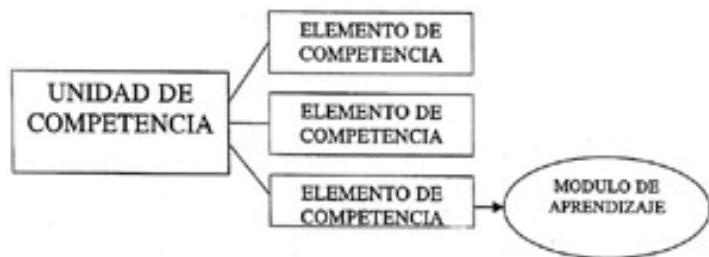 ELEMENTO DE
COMPETENCIA
UNIDAD DE
COMPETENCIA
ELEMENTO DE
COMPETENCIA
ELEMENTO DE
COMPETENCIA
MODULO DE
APRENDIZAJE